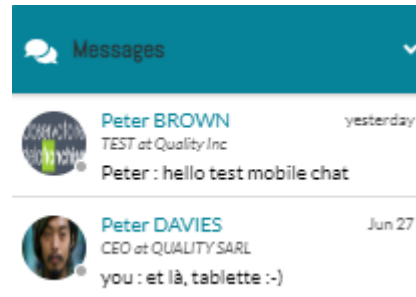 Messages
Peter BROWN
yesterday
TEST at Quality Inc
Peter : hello test mobile chat
Peter DAVIES
Jun 27
CEO at QUALITY SARL
you : et là, tablette :-)